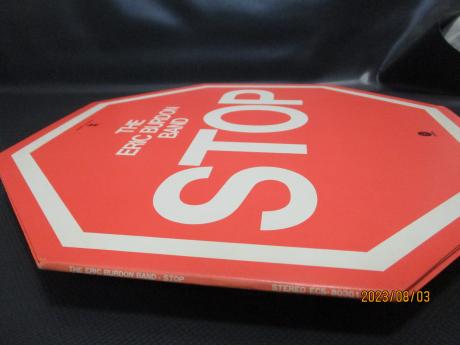 THE
ERIC BURDON
BAND
STOP
THE ERIC BURDON BAND • STOP
STEREO
2023/08/03